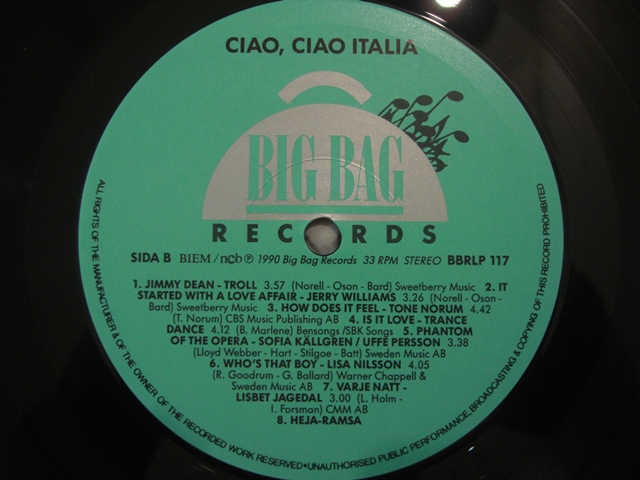 CIAO, CIAO ITALIA
BIG BAG
RECORDS
SIDA B BIEM/ncb ℗ 1990 Big Bag Records 33 RPM STEREO BBRLP 117
1. JIMMY DEAN - TROLL 3.57 (Norell - Oson - Bard) Sweetberry Music 2. IT
STARTED WITH A LOVE AFFAIR - JERRY WILLIAMS 3.26 (Norell - Oson -
Bard) Sweetberry Music 3. HOW DOES IT FEEL - TONE NORUM 4.42
(T. Norum) CBS Music Publishing AB 4. IS IT LOVE - TRANCE
DANCE 4.12 (B. Marlene) Bensongs/SBK Songs 5. PHANTOM
OF THE OPERA - SOFIA KÄLLGREN / UFFE PERSSON 3.38
(Lloyd Webber - Hart - Stilgoe - Batt) Sweden Music AB
6. WHO'S THAT BOY - LISA NILSSON 4.05
(R. Goodrum - G. Ballard) Warner Chappell &
Sweden Music AB 7. VARJE NATT -
LISBET JAGEDAL 3.00 (L. Holm -
I. Forsman) CMM AB
8. HEJA-RAMSA
ALL RIGHTS OF THE MANUFACTURER & OF THE OWNER OF THE RECORDED WORK RESERVED • UNAUTHORISED PUBLIC PERFORMANCE, BROADCASTING & COPYING OF THIS RECORD PROHIBITED